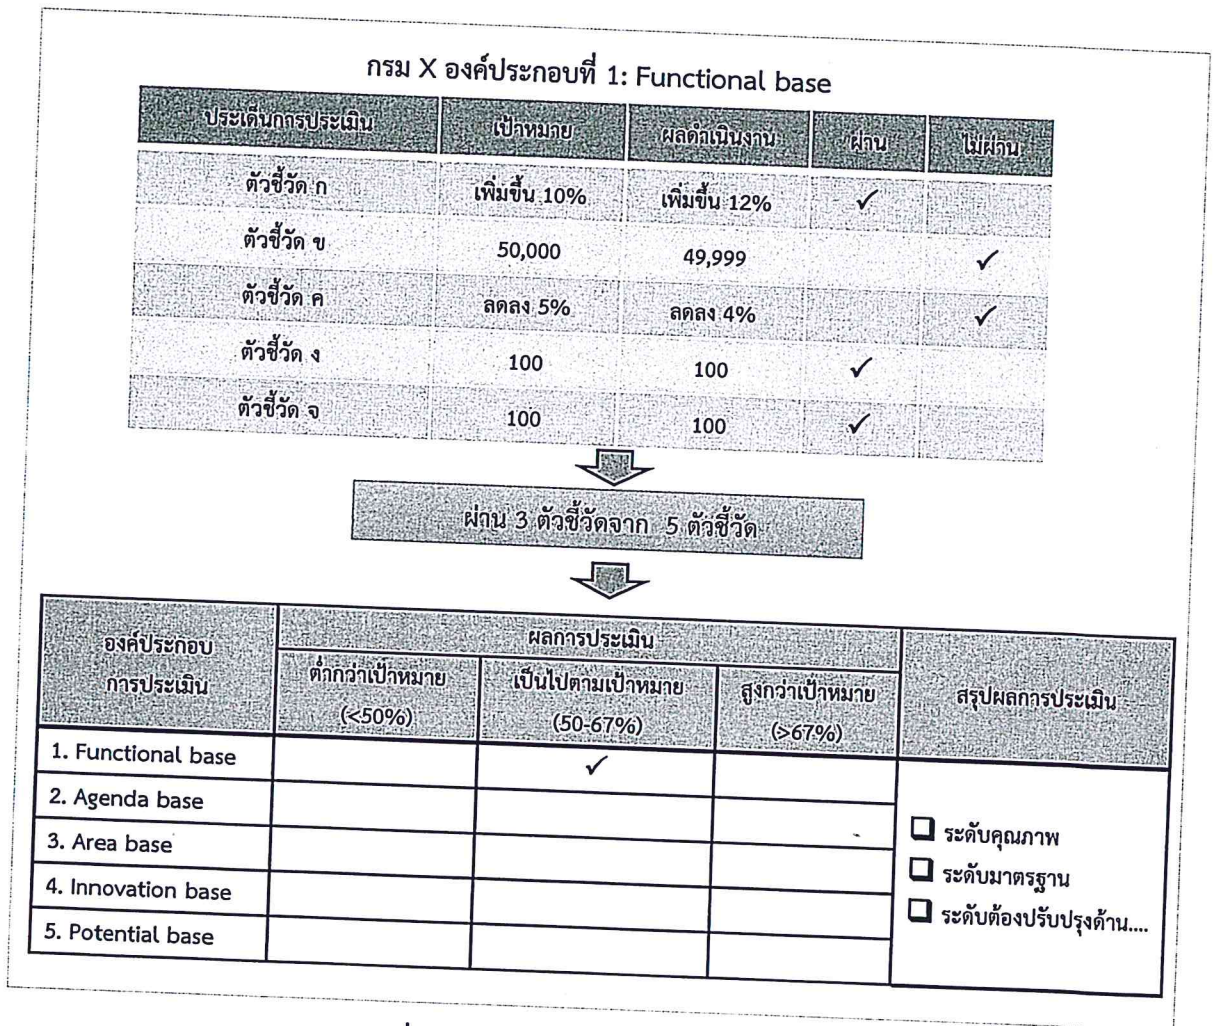 กรม X องค์ประกอบที่ 1: Functional base
ประเด็นการประเมิน เป้าหมาย ผลดำเนินงาน ผ่าน ไม่ผ่าน
ตัวชี้วัด ก เพิ่มขึ้น 10% เพิ่มขึ้น 12% ✓
ตัวชี้วัด ข 50,000 49,999 ✓
ตัวชี้วัด ค ลดลง 5% ลดลง 4% ✓
ตัวชี้วัด ง 100 100 ✓
ตัวชี้วัด จ 100 100 ✓
ผ่าน 3 ตัวชี้วัดจาก 5 ตัวชี้วัด
องค์ประกอบ
การประเมิน
ผลการประเมิน
ต่ำกว่าเป้าหมาย
(<50%)
เป็นไปตามเป้าหมาย
(50-67%)
สูงกว่าเป้าหมาย
(>67%)
สรุปผลการประเมิน
1. Functional base ✓
2. Agenda base
3. Area base
4. Innovation base
5. Potential base
❑ ระดับคุณภาพ
❑ ระดับมาตรฐาน
❑ ระดับต้องปรับปรุงด้าน....